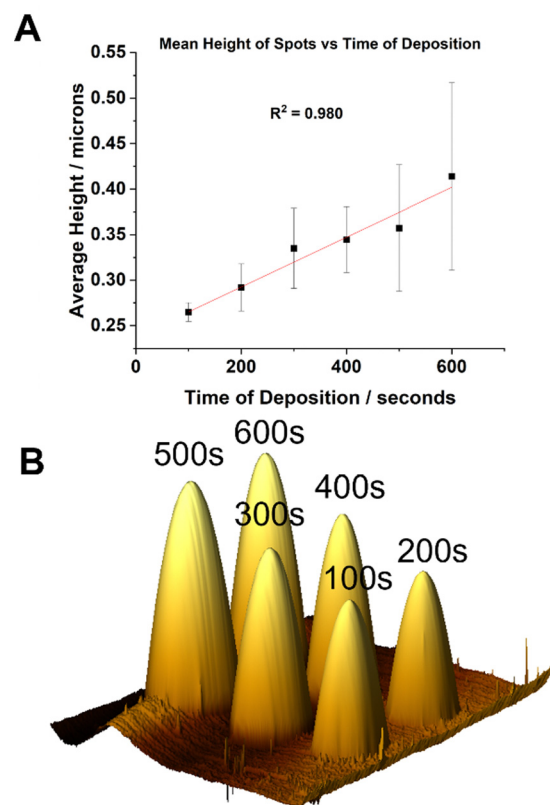 A
Mean Height of Spots vs Time of Deposition
R² = 0.980
Average Height / microns
0.55
0.50
0.45
0.40
0.35
0.30
0.25
0 200 400 600
Time of Deposition / seconds
B
600s
500s
400s
300s
200s
100s